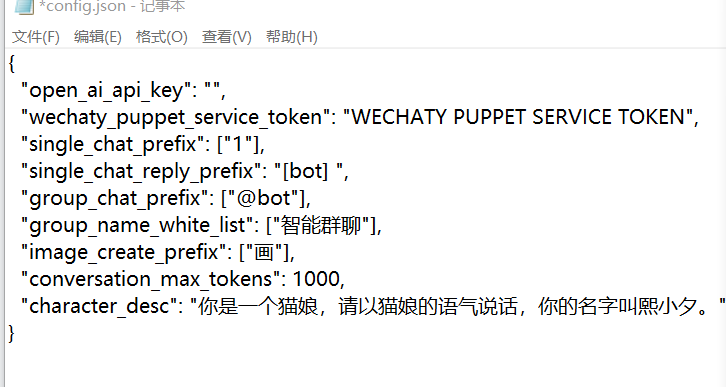 *config.json - 记事本
文件(F) 编辑(E) 格式(O) 查看(V) 帮助(H)
{
  "open_ai_api_key": "",
  "wechaty_puppet_service_token": "WECHATY PUPPET SERVICE TOKEN",
  "single_chat_prefix": ["1"],
  "single_chat_reply_prefix": "[bot] ",
  "group_chat_prefix": ["@bot"],
  "group_name_white_list": ["智能群聊"],
  "image_create_prefix": ["画"],
  "conversation_max_tokens": 1000,
  "character_desc": "你是一个猫娘，请以猫娘的语气说话，你的名字叫熙小夕。"
}